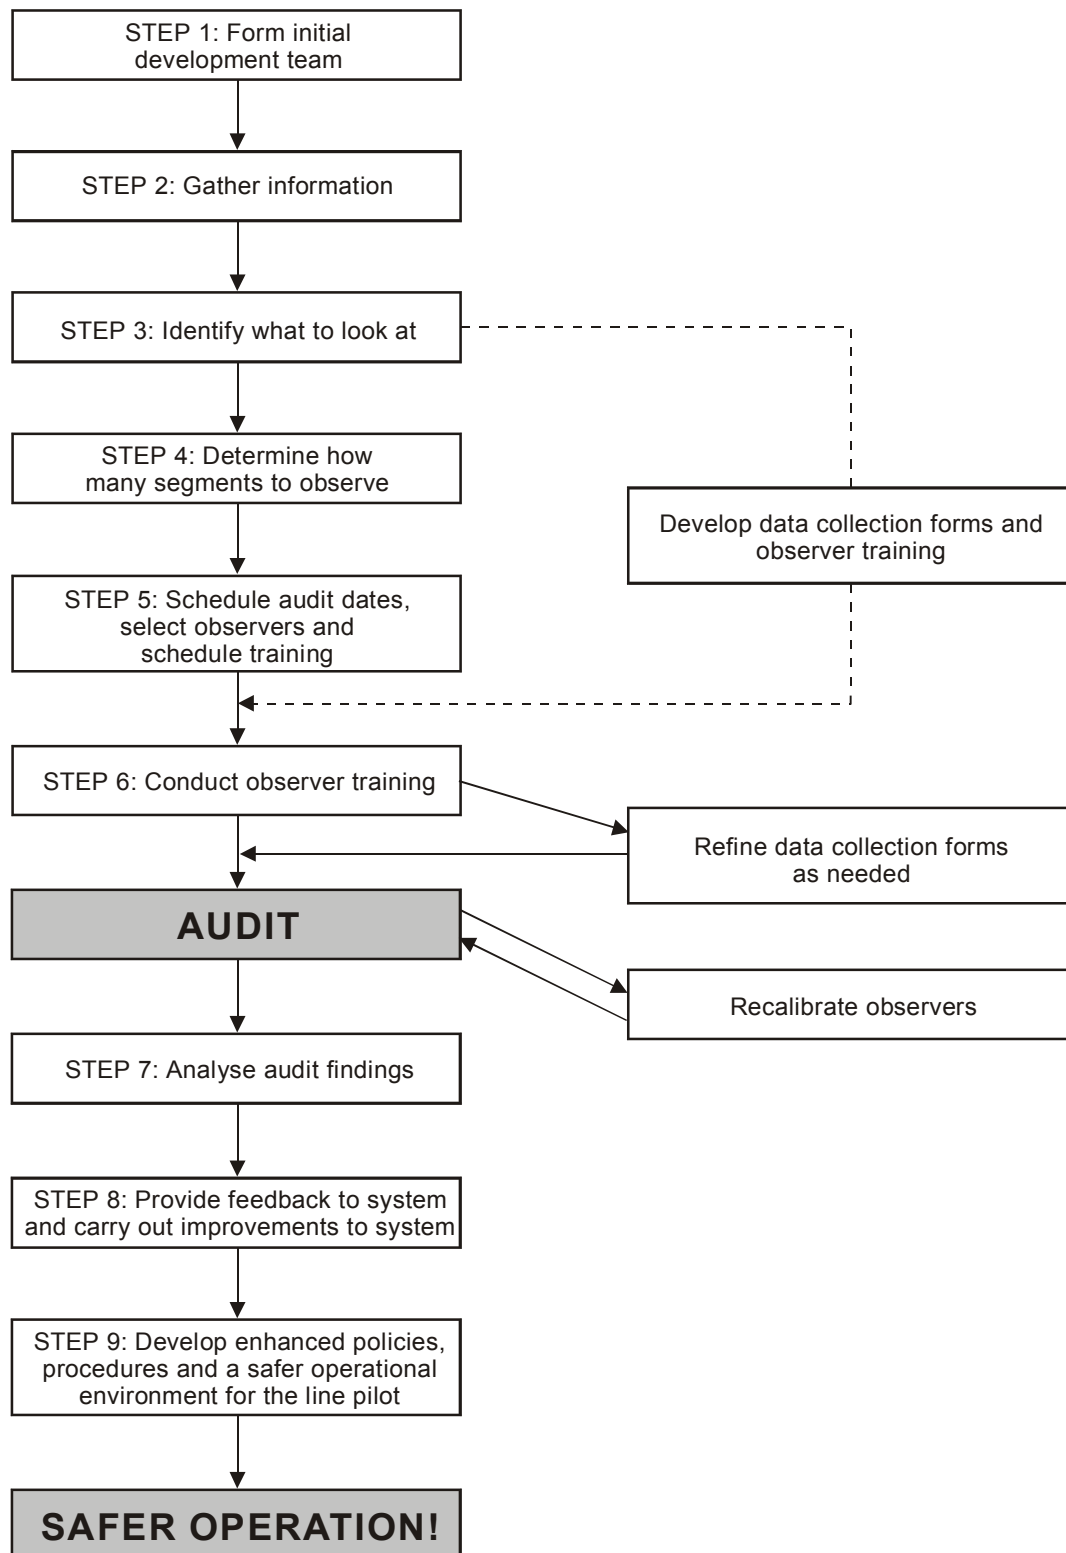 STEP 1: Form initial
development team
STEP 2: Gather information
STEP 3: Identify what to look at
STEP 4: Determine how
many segments to observe
Develop data collection forms and
observer training
STEP 5: Schedule audit dates,
select observers and
schedule training
STEP 6: Conduct observer training
Refine data collection forms
as needed
AUDIT
Recalibrate observers
STEP 7: Analyse audit findings
STEP 8: Provide feedback to system
and carry out improvements to system
STEP 9: Develop enhanced policies,
procedures and a safer operational
environment for the line pilot
SAFER OPERATION!